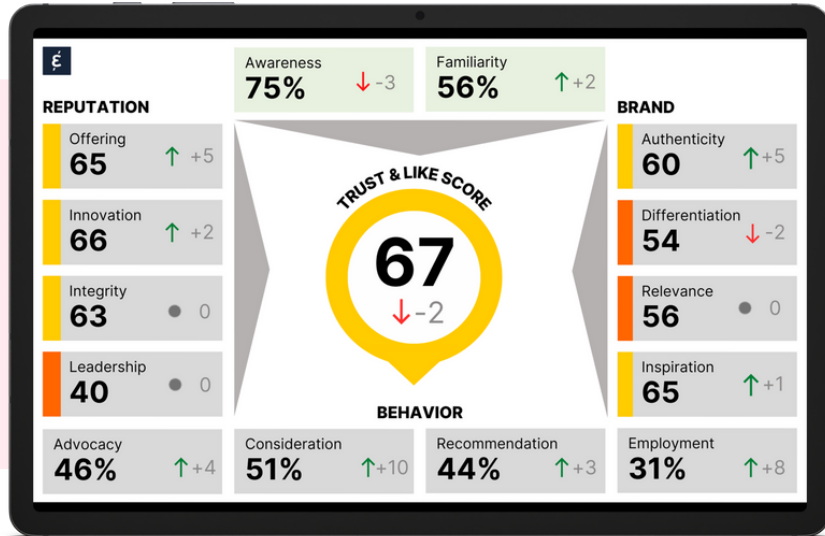 έ
Awareness
75% ↓-3
Familiarity
56% ↑+2
REPUTATION
Offering
65 ↑ +5
Innovation
66 ↑ +2
Integrity
63 ● 0
Leadership
40 ● 0
TRUST & LIKE SCORE
67
↓-2
BRAND
Authenticity
60 ↑+5
Differentiation
54 ↓-2
Relevance
56 ● 0
Inspiration
65 ↑+1
BEHAVIOR
Advocacy
46% ↑+4
Consideration
51% ↑+10
Recommendation
44% ↑+3
Employment
31% ↑+8